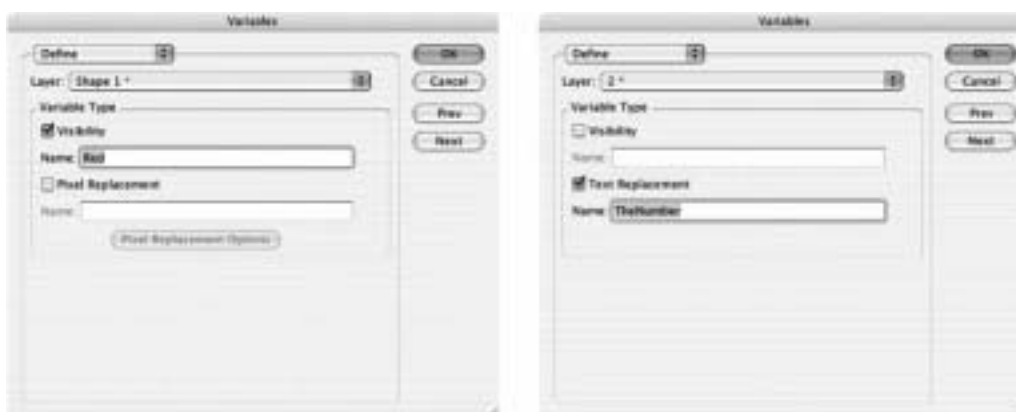 Variables
Define
Layer: Shape 1 *
Variable Type
Visibility
Name: Red
Pixel Replacement
Name:
Pixel Replacement Options
OK
Cancel
Prev
Next
Variables
Define
Layer: 2 *
Variable Type
Visibility
Name:
Text Replacement
Name: TheNumber
OK
Cancel
Prev
Next